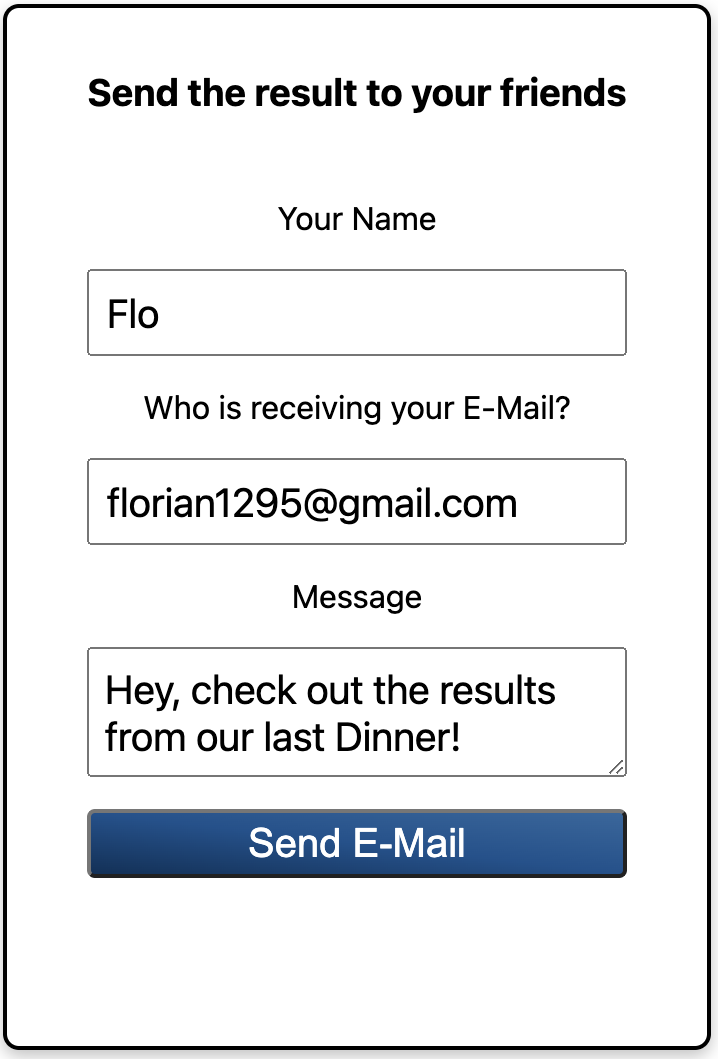 Send the result to your friends
Your Name
Flo
Who is receiving your E-Mail?
florian1295@gmail.com
Message
Hey, check out the results
from our last Dinner!
Send E-Mail